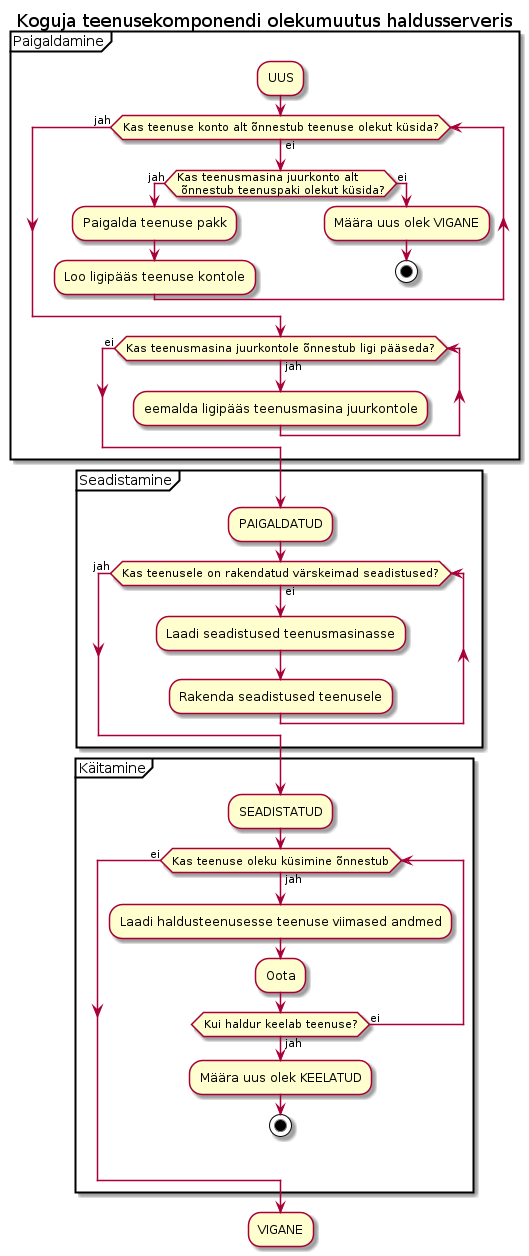 Koguja teenusekomponendi olekumuutus haldusserveris
Paigaldamine
UUS
jah
Kas teenuse konto alt õnnestub teenuse olekut küsida?
ei
jah
Kas teenusmasina juurkonto alt
õnnestub teenuspaki olekut küsida?
ei
Paigalda teenuse pakk
Määra uus olek VIGANE
Loo ligipääs teenuse kontole
ei
Kas teenusmasina juurkontole õnnestub ligi pääseda?
jah
eemalda ligipääs teenusmasina juurkontole
Seadistamine
PAIGALDATUD
jah
Kas teenusele on rakendatud värskeimad seadistused?
ei
Laadi seadistused teenusmasinasse
Rakenda seadistused teenusele
Käitamine
SEADISTATUD
ei
Kas teenuse oleku küsimine õnnestub
jah
Laadi haldusteenusesse teenuse viimased andmed
Oota
Kui haldur keelab teenuse?
ei
jah
Määra uus olek KEELATUD
VIGANE